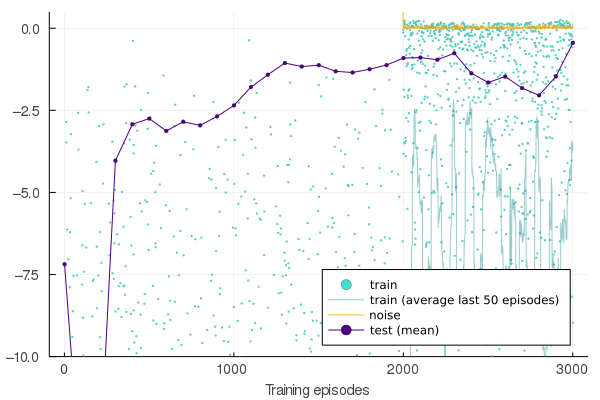 0.0
−2.5
−5.0
−7.5
−10.0
train
train (average last 50 episodes)
noise
test (mean)
0
1000
2000
3000
Training episodes